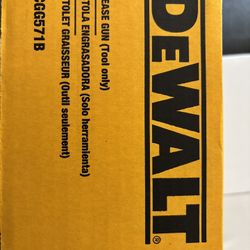 DEWALT®
EASE GUN (Tool only)
TOLA ENGRASADORA (Solo herramienta)
TOLET GRAISSEUR (Outil seulement)
CGG571B